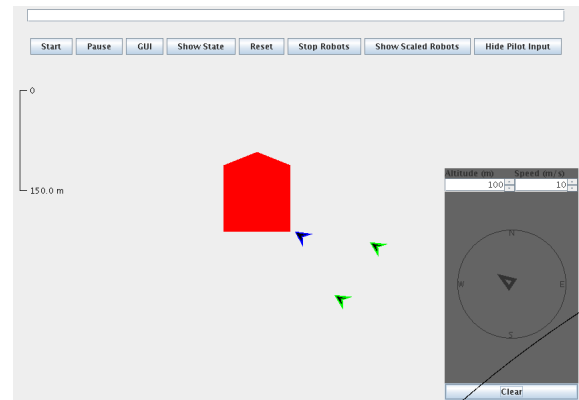 Start Pause GUI Show State Reset Stop Robots Show Scaled Robots Hide Pilot Input
0
150.0 m
Altitude (m) Speed (m/s)
100 10
N
W E
S
Clear